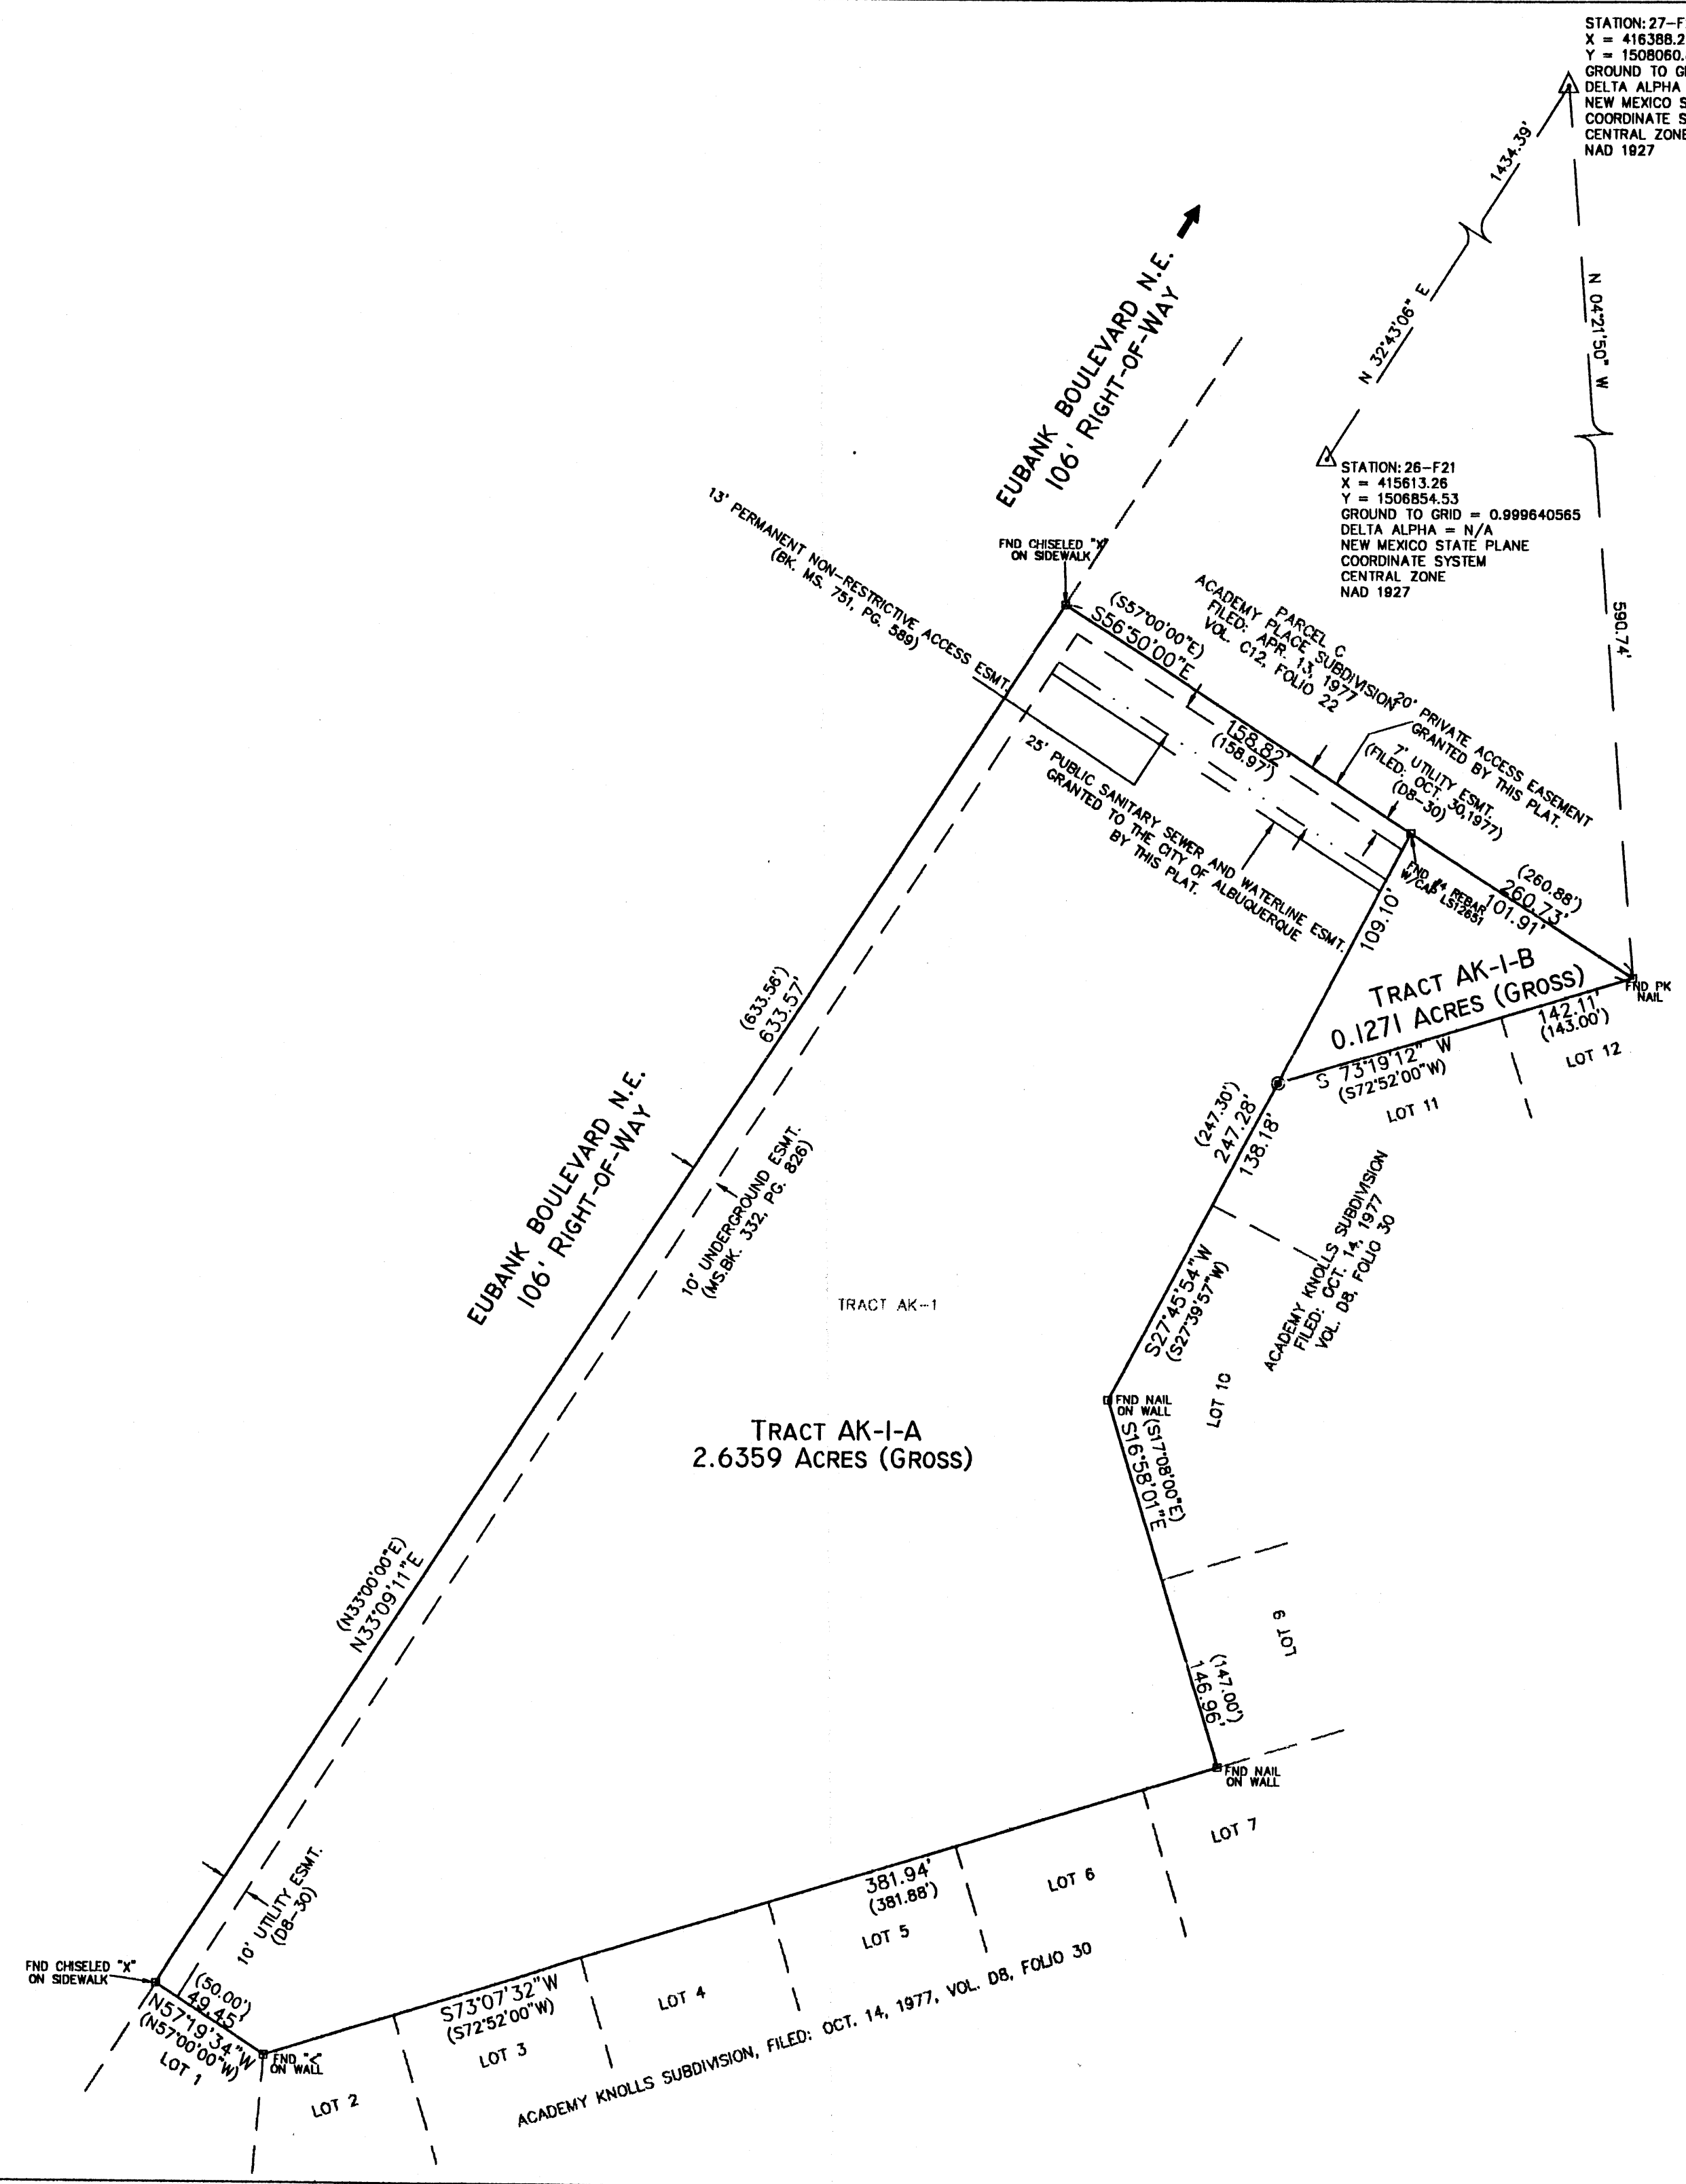 STATION: 27-F
X = 416388.2
Y = 1508060.
GROUND TO G
DELTA ALPHA
NEW MEXICO S
COORDINATE S
CENTRAL ZONE
NAD 1927
1434.39'
N 32°43'06" E
N 04°21'50" W
590.74'
EUBANK BOULEVARD N.E.
106' RIGHT-OF-WAY
STATION: 26-F21
X = 415613.26
Y = 1506854.53
GROUND TO GRID = 0.999640565
DELTA ALPHA = N/A
NEW MEXICO STATE PLANE
COORDINATE SYSTEM
CENTRAL ZONE
NAD 1927
13' PERMANENT NON-RESTRICTIVE ACCESS ESMT.
(BK. MS. 751, PG. 589)
FND CHISELED "X"
ON SIDEWALK
(S57°00'00"E)
S56°50'00"E
PARCEL C
ACADEMY PLACE SUBDIVISION
FILED: APR. 13, 1977
VOL. C12, FOLIO 22
158.82'
(158.97')
20' PRIVATE ACCESS EASEMENT
GRANTED BY THIS PLAT.
7' UTILITY ESMT.
(FILED: OCT. 30,1977)
(D8-30)
25' PUBLIC SANITARY SEWER AND WATERLINE ESMT.
GRANTED TO THE CITY OF ALBUQUERQUE
BY THIS PLAT.
FND #4 REBAR
W/CAP LS12651
(260.88')
260.73'
101.91'
109.10'
TRACT AK-1-B
0.1271 ACRES (GROSS)
FND PK
NAIL
142.11'
(143.00')
S 73°19'12" W
(S72°52'00"W)
LOT 12
LOT 11
(633.56')
633.57'
(247.30')
247.28'
138.18'
EUBANK BOULEVARD N.E.
106' RIGHT-OF-WAY
10' UNDERGROUND ESMT.
(MS.BK. 332, PG. 826)
ACADEMY KNOLLS SUBDIVISION
FILED: OCT. 14, 1977
VOL. D8, FOLIO 30
S27°45'54"W
(S27°39'57"W)
TRACT AK-1
LOT 10
FND NAIL
ON WALL
TRACT AK-1-A
2.6359 ACRES (GROSS)
(S17°08'00"E)
S16°58'01"E
(N33°00'00"E)
N33°09'11"E
LOT 9
(147.00')
146.96'
FND NAIL
ON WALL
LOT 7
10' UTILITY ESMT.
(D8-30)
381.94'
(381.88')
LOT 6
LOT 5
FND CHISELED "X"
ON SIDEWALK
(50.00')
49.45'
N57°19'34"W
(N57°00'00"W)
LOT 1
FND "<"
ON WALL
S73°07'32"W
(S72°52'00"W)
LOT 4
LOT 3
LOT 2
ACADEMY KNOLLS SUBDIVISION, FILED: OCT. 14, 1977, VOL. D8, FOLIO 30